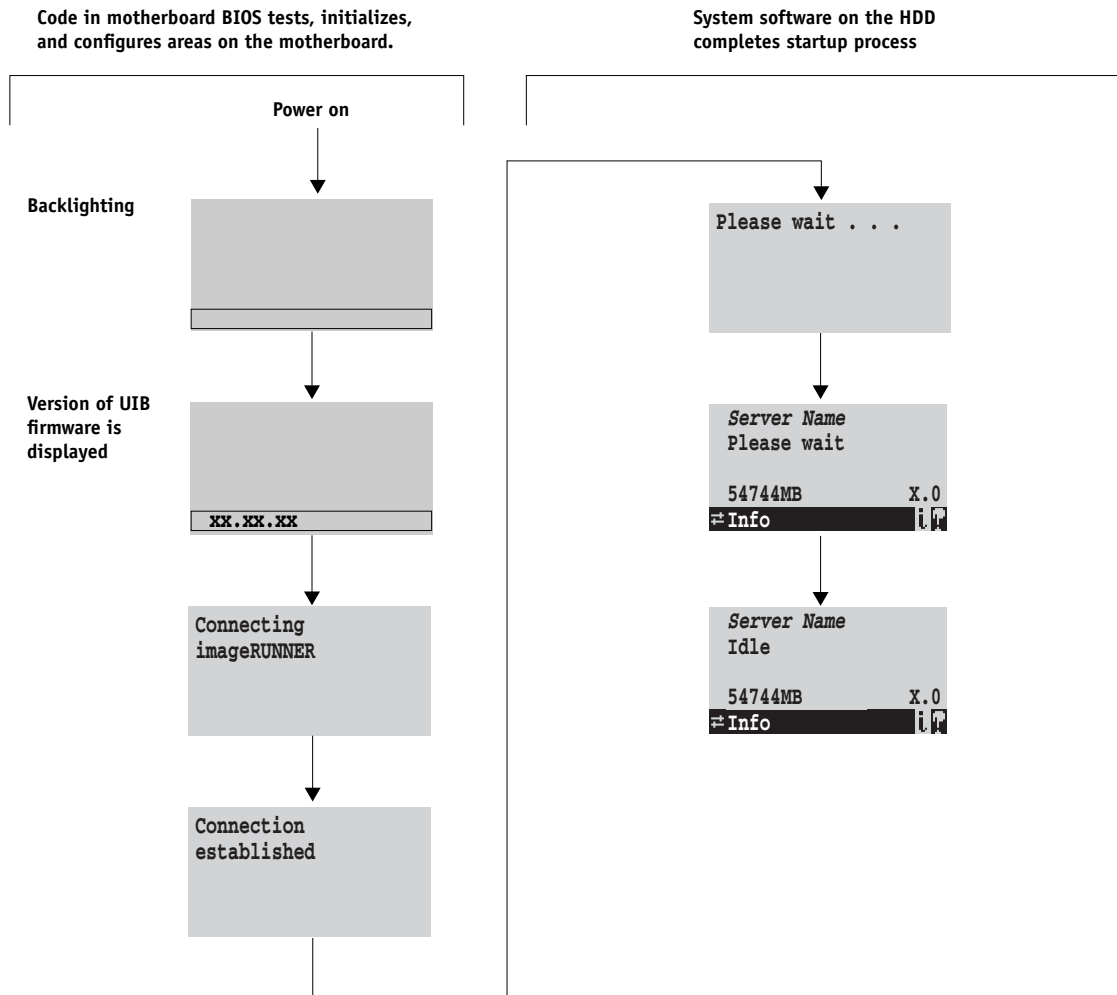 Code in motherboard BIOS tests, initializes,
and configures areas on the motherboard.
Power on
Backlighting
Version of UIB
firmware is
displayed
xx.xx.xx
Connecting
imageRUNNER
Connection
established
System software on the HDD
completes startup process
Please wait . . .
Server Name
Please wait
54744MB X.0
Info i
Server Name
Idle
54744MB X.0
Info i